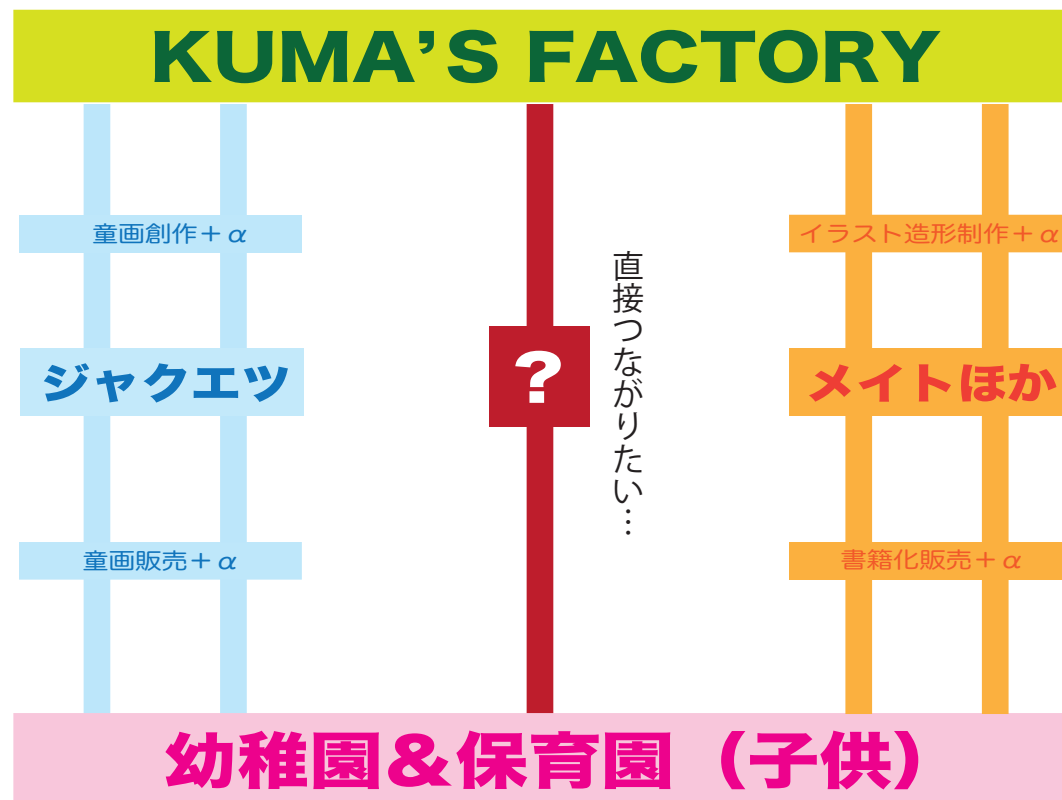 KUMA’S FACTORY
童画創作＋α
ジャクエツ
童画販売＋α
?
直接つながりたい…
イラスト造形制作＋α
メイトほか
書籍化販売＋α
幼稚園＆保育園（子供）